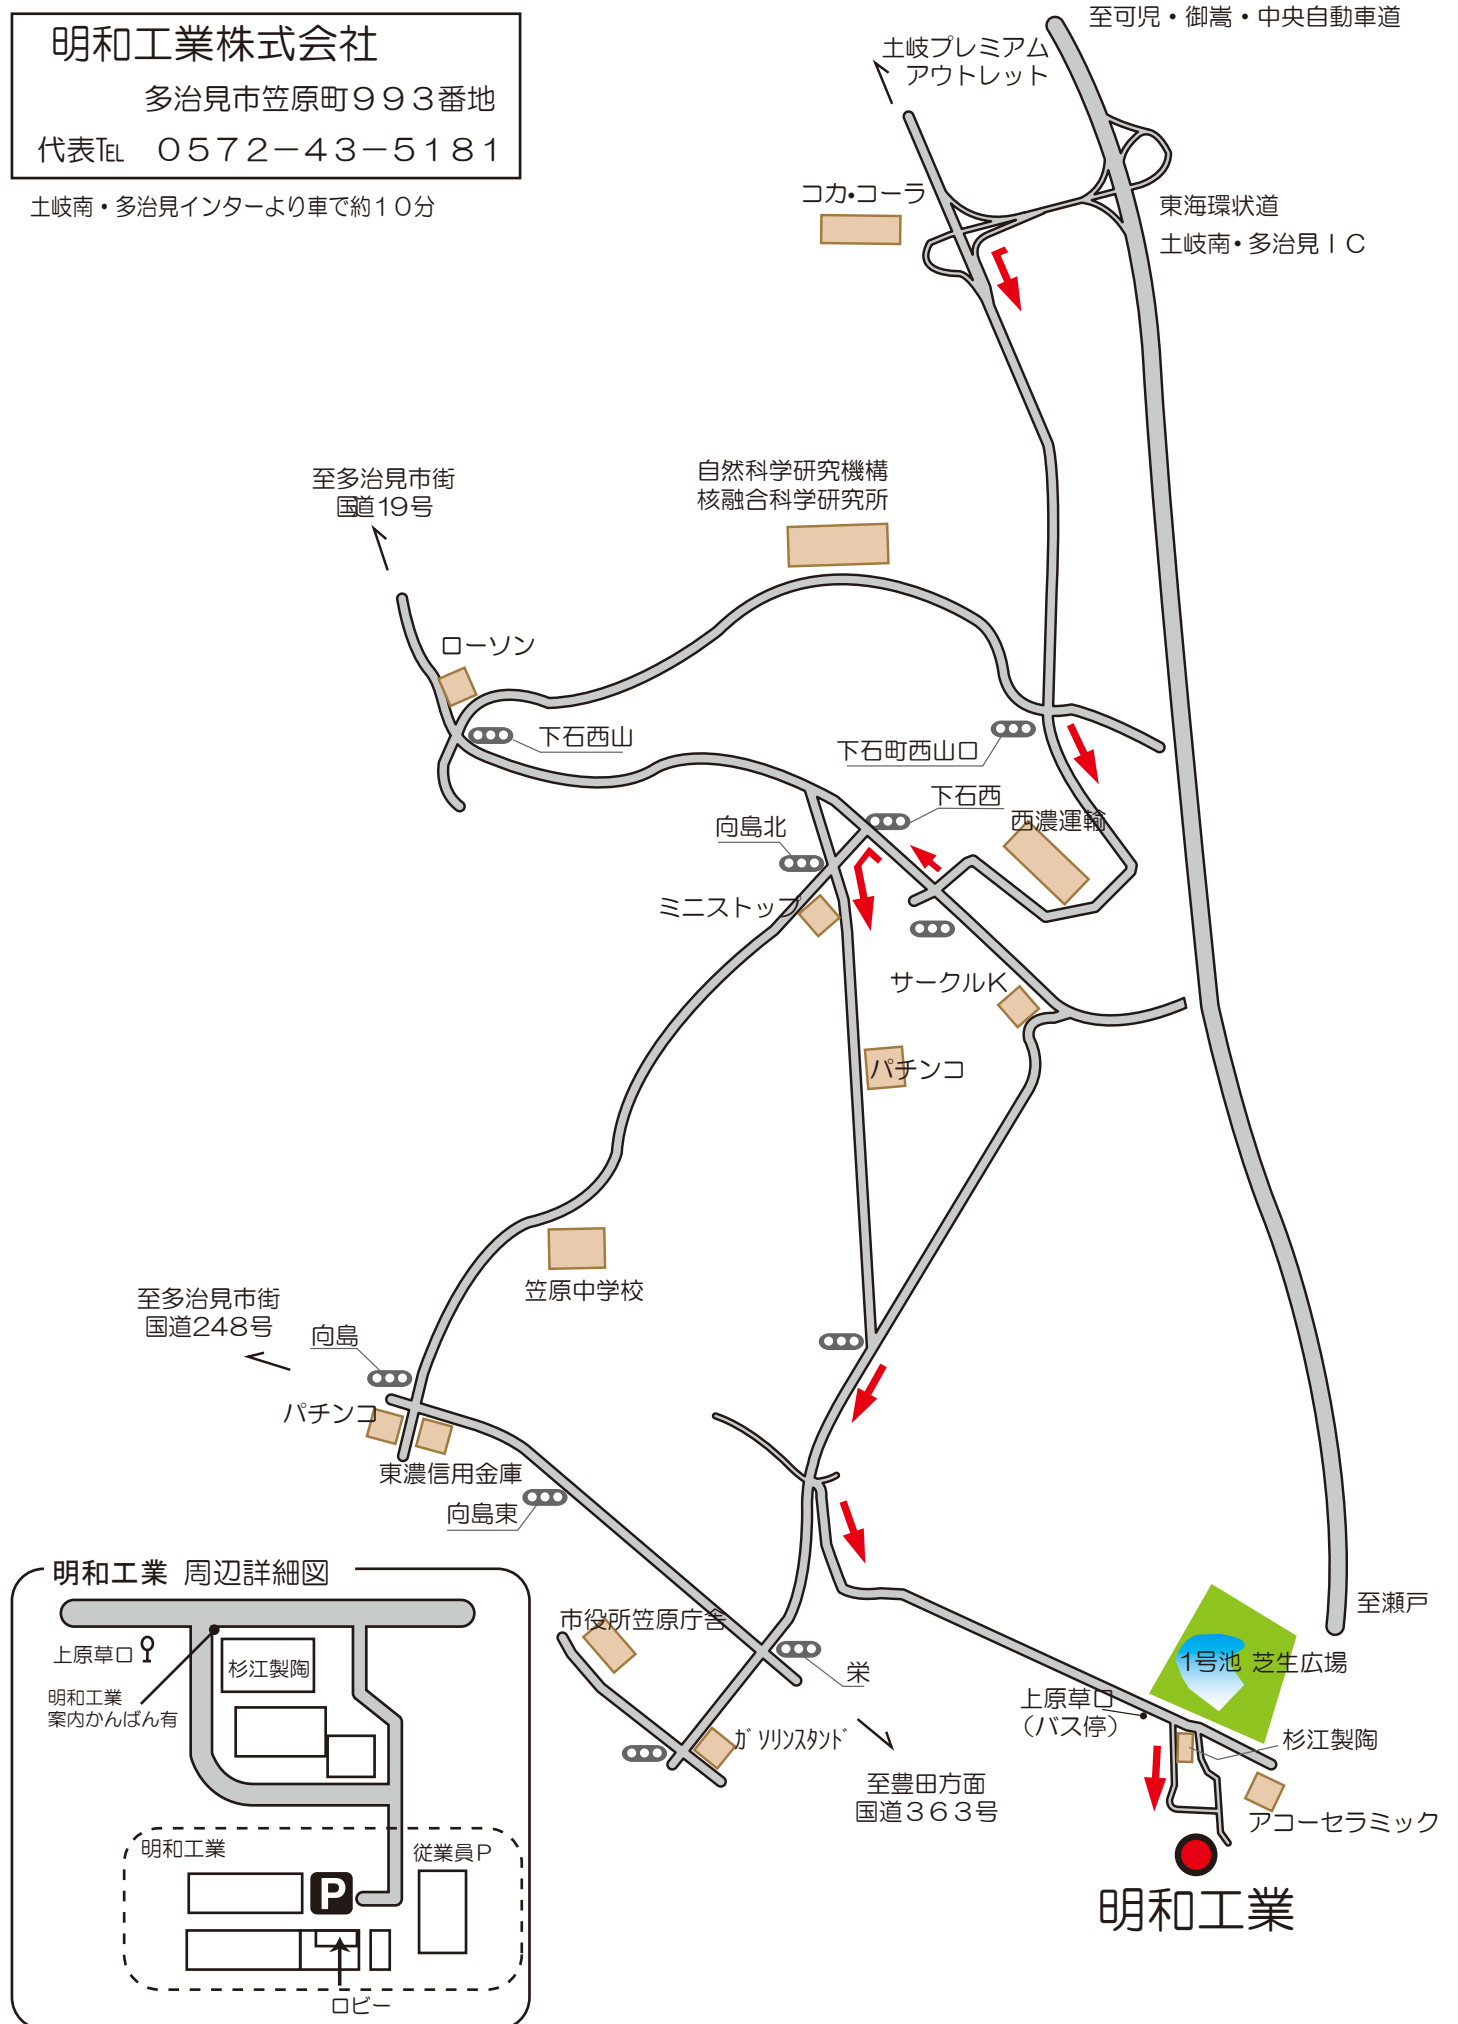 明和工業株式会社
多治見市笠原町９９３番地
代表℡　０５７２－４３－５１８１
土岐南・多治見インターより車で約１０分
至可児・御嵩・中央自動車道
土岐プレミアム
アウトレット
コカ・コーラ
東海環状道
土岐南・多治見ＩＣ
至多治見市街
国道19号
自然科学研究機構
核融合科学研究所
ローソン
下石西山
下石町西山口
下石西
西濃運輸
向島北
ミニストップ
サークルK
パチンコ
笠原中学校
至多治見市街
国道248号
向島
パチンコ
東濃信用金庫
向島東
市役所笠原庁舎
栄
ｶﾞｿﾘﾝｽﾀﾝﾄﾞ
至豊田方面
国道３６３号
至瀬戸
1号池 芝生広場
上原草口
（バス停）
杉江製陶
アコーセラミック
明和工業
明和工業 周辺詳細図
上原草口
杉江製陶
明和工業
案内かんばん有
明和工業
従業員Ｐ
P
ロビー